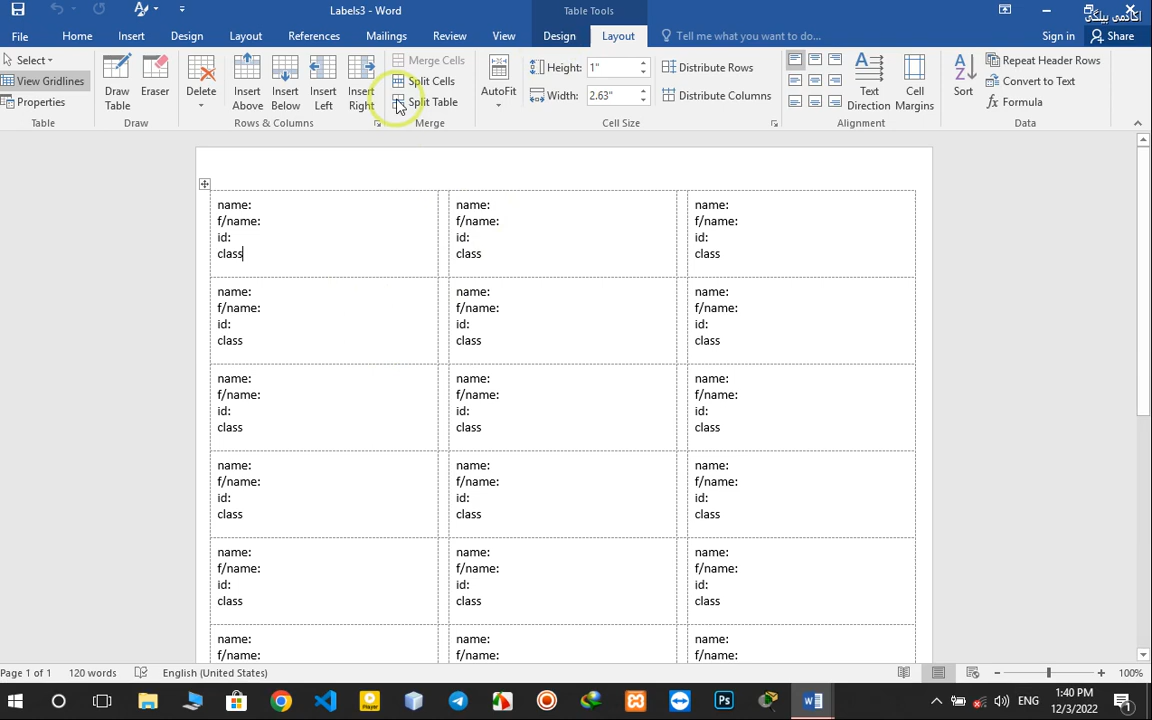 Labels3 - Word
Table Tools
اکادمی بیلگی
File
Home
Insert
Design
Layout
References
Mailings
Review
View
Design
Layout
Tell me what you want to do...
Sign in
Share
Select
View Gridlines
Properties
Table
Draw Table
Eraser
Draw
Delete
Insert Above
Insert Below
Insert Left
Insert Right
Rows & Columns
Merge Cells
Split Cells
Split Table
Merge
AutoFit
Height: 1"
Width: 2.63"
Distribute Rows
Distribute Columns
Cell Size
Text Direction
Cell Margins
Alignment
Sort
Repeat Header Rows
Convert to Text
Formula
Data
name: name: name:
f/name: f/name: f/name:
id: id: id:
class class class
name: name: name:
f/name: f/name: f/name:
id: id: id:
class class class
name: name: name:
f/name: f/name: f/name:
id: id: id:
class class class
name: name: name:
f/name: f/name: f/name:
id: id: id:
class class class
name: name: name:
f/name: f/name: f/name:
id: id: id:
class class class
name: name: name:
f/name: f/name: f/name:
Page 1 of 1 120 words English (United States) 100%
ENG
1:40 PM
12/3/2022